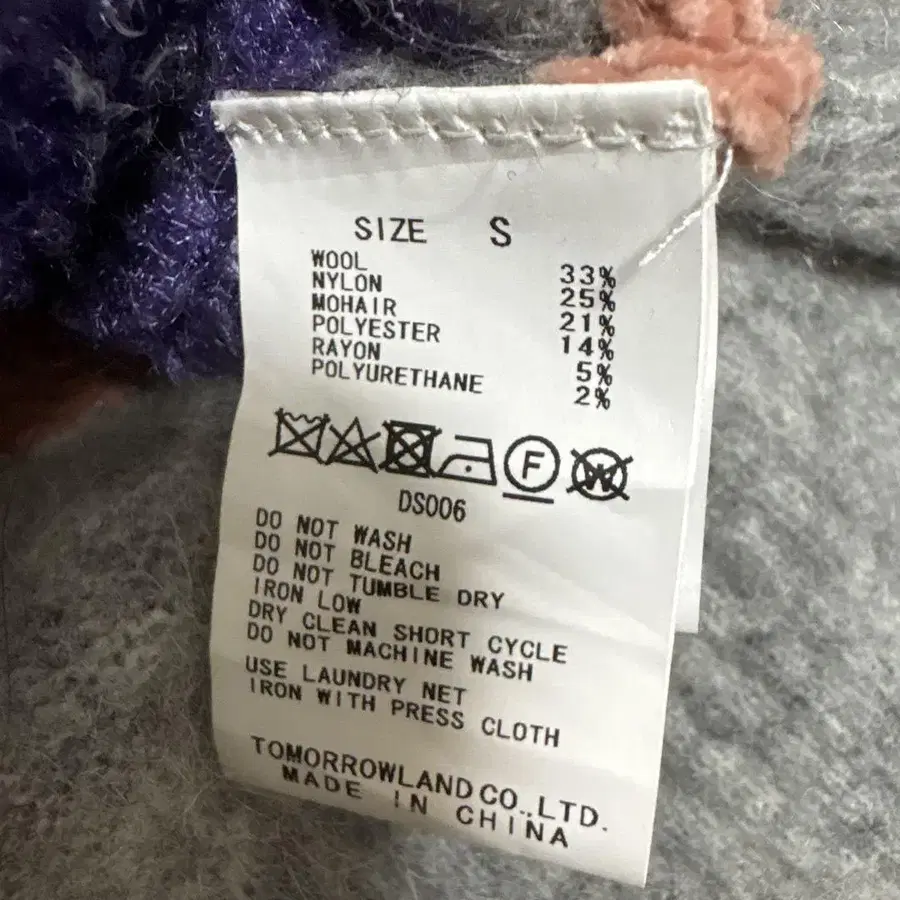 SIZE S
WOOL 33%
NYLON 25%
MOHAIR 21%
POLYESTER 14%
RAYON 5%
POLYURETHANE 2%
F W
DS006
DO NOT WASH
DO NOT BLEACH
DO NOT TUMBLE DRY
IRON LOW
DRY CLEAN SHORT CYCLE
DO NOT MACHINE WASH
USE LAUNDRY NET
IRON WITH PRESS CLOTH
TOMORROWLAND CO.,LTD.
MADE IN CHINA